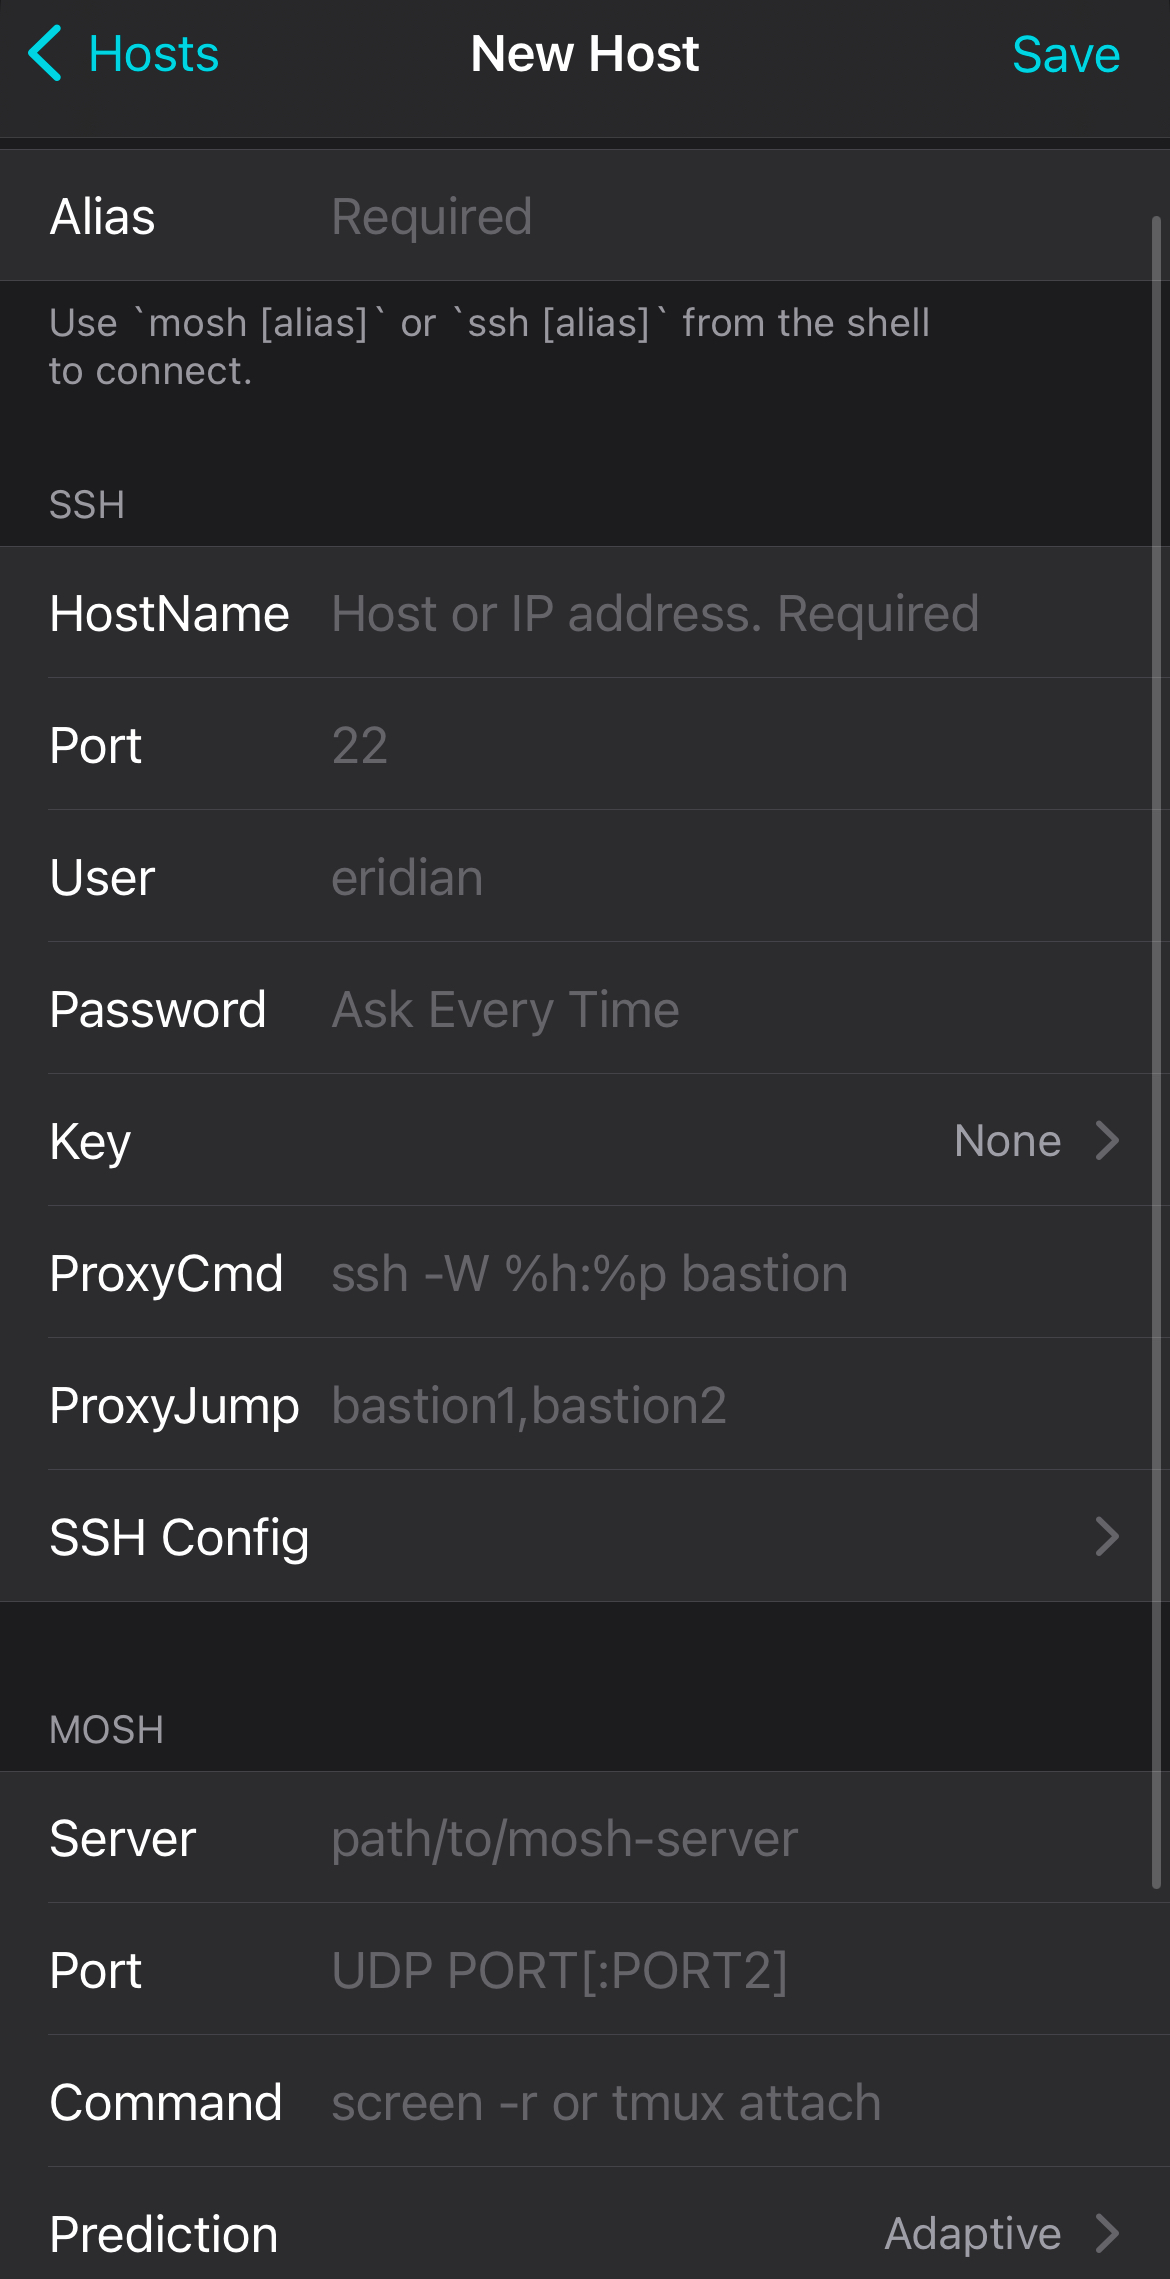 Hosts New Host Save
Alias Required
Use `mosh [alias]` or `ssh [alias]` from the shell
to connect.
SSH
HostName Host or IP address. Required
Port 22
User eridian
Password Ask Every Time
Key None
ProxyCmd ssh -W %h:%p bastion
ProxyJump bastion1,bastion2
SSH Config
MOSH
Server path/to/mosh-server
Port UDP PORT[:PORT2]
Command screen -r or tmux attach
Prediction Adaptive